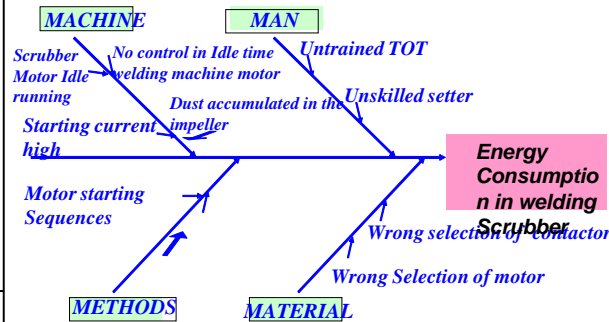 MACHINE
MAN
Scrubber
Motor Idle
running
No control in Idle time
welding machine motor
Untrained TOT
Dust accumulated in the
impeller
Unskilled setter
Starting current
high
Energy
Consumptio
n in welding
Scrubber
Motor starting
Sequences
Wrong selection of contactor
Wrong Selection of motor
METHODS
MATERIAL